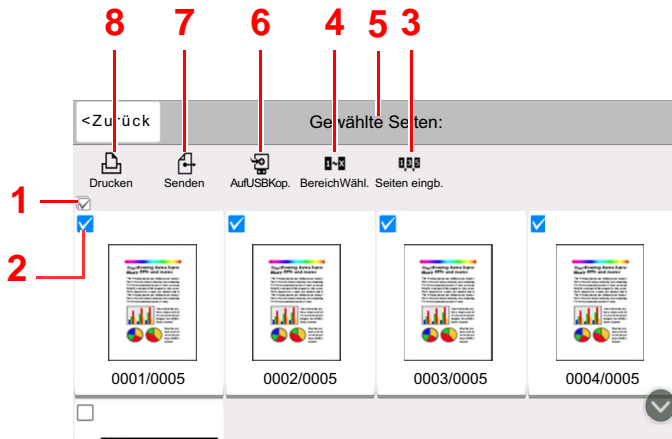 8 7 6 4 5 3
<Zurück Gewählte Seiten:
Drucken Senden AufUSBKop. BereichWähl. Seiten eingb.
1
2
0001/0005 0002/0005 0003/0005 0004/0005